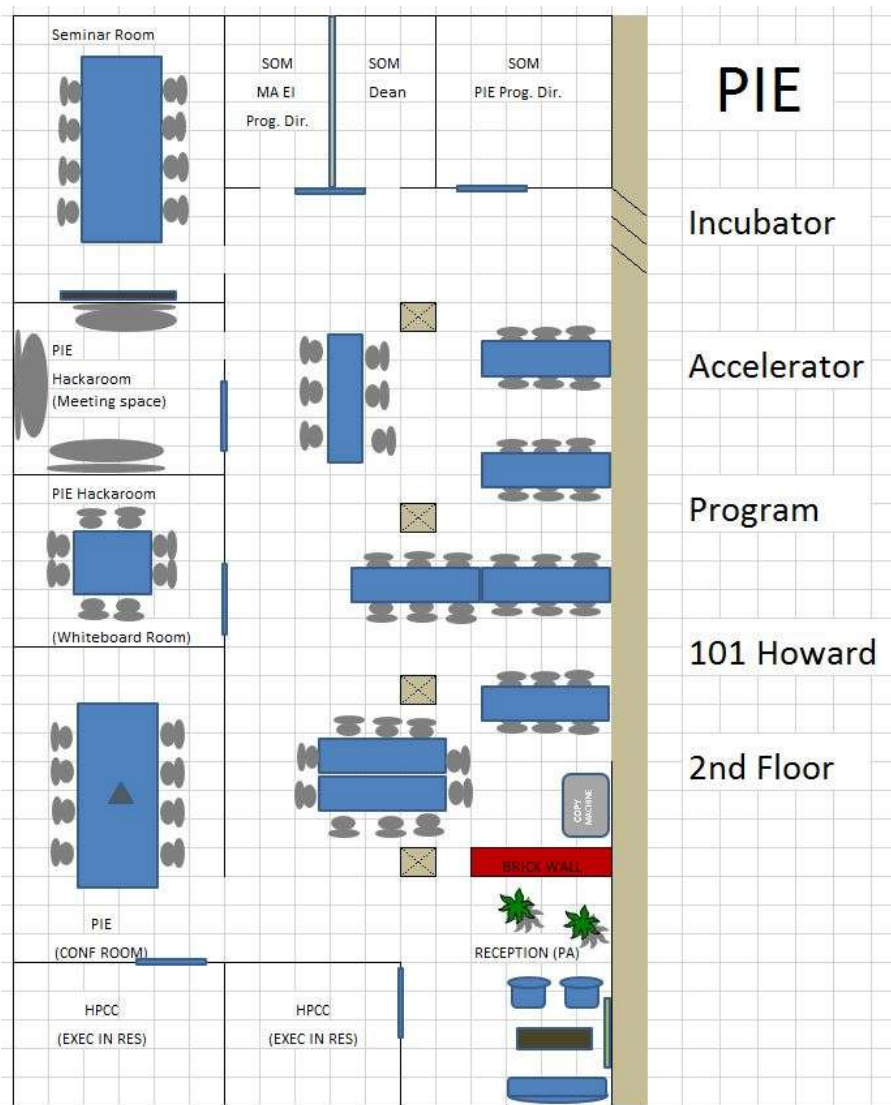 Seminar Room
SOM
MA EI
Prog. Dir.
SOM
Dean
SOM
PIE Prog. Dir.
PIE
Incubator
PIE
Hackaroom
(Meeting space)
Accelerator
PIE Hackaroom
(Whiteboard Room)
Program
101 Howard
2nd Floor
COPY
MACHINE
BRICK WALL
PIE
(CONF ROOM)
RECEPTION (PA)
HPCC
(EXEC IN RES)
HPCC
(EXEC IN RES)